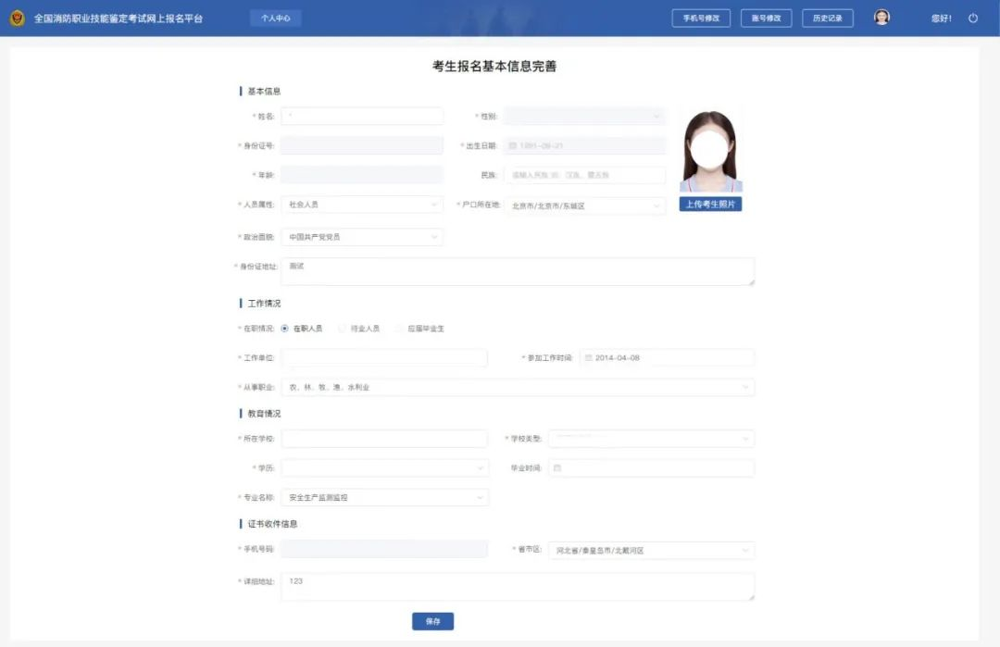 全国消防职业技能鉴定考试网上报名平台 个人中心 手机号修改 账号修改 历史记录 您好!
考生报名基本信息完善
基本信息
*姓名: *性别:
*身份证号: *出生日期: 1991-09-21
*年龄: 民族: 请输入民族 如: 汉族、蒙古族
*人员属性: 社会人员 *户口所在地: 北京市/北京市/东城区
上传考生照片
*政治面貌: 中国共产党党员
*身份证地址: 测试
工作情况
*在职情况: 在职人员 待业人员 应届毕业生
*工作单位: *参加工作时间: 2014-04-08
*从事职业: 农、林、牧、渔、水利业
教育情况
*所在学校: *学校类型:
*学历: 毕业时间:
*专业名称: 安全生产监测监控
证书收件信息
*手机号码: *省市区: 河北省/秦皇岛市/北戴河区
*详细地址: 123
保存